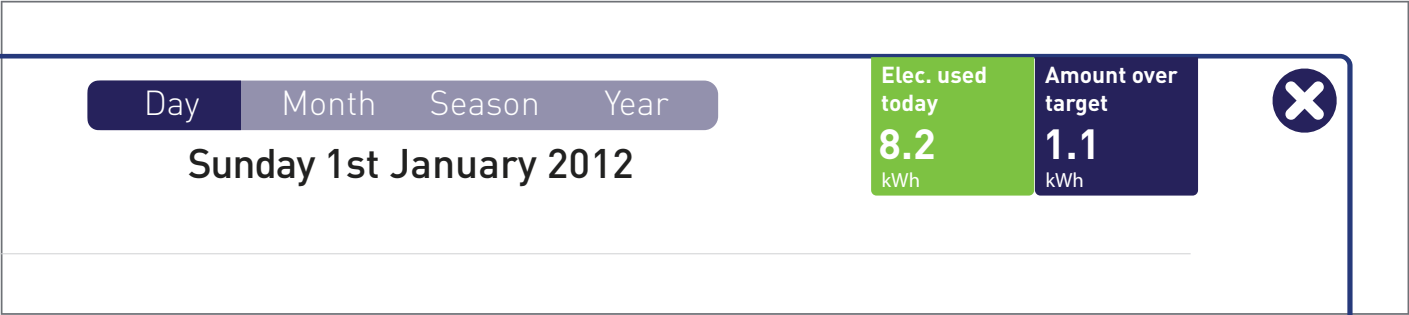 Day Month Season Year
Sunday 1st January 2012
Elec. used
today
8.2
kWh
Amount over
target
1.1
kWh